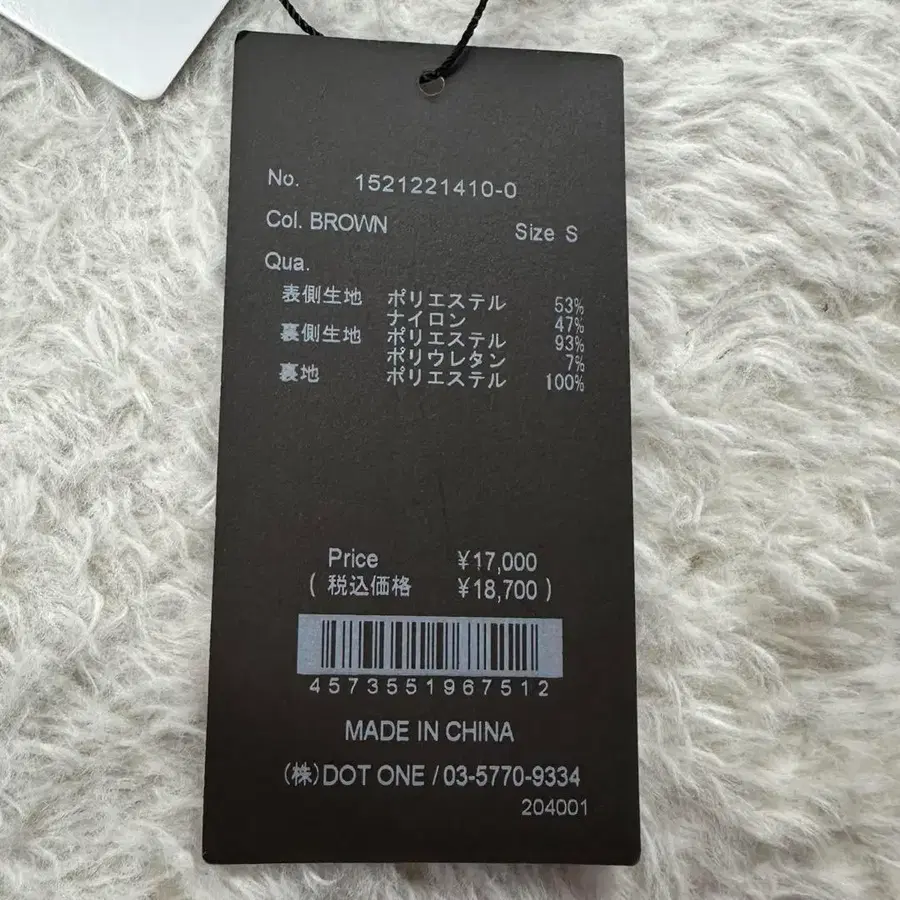 No. 1521221410-0
Col. BROWN Size S
Qua.
表側生地 ポリエステル 53%
ナイロン 47%
裏側生地 ポリエステル 93%
ポリウレタン 7%
裏地 ポリエステル 100%
Price ¥17,000
( 税込価格 ¥18,700 )
4573551967512
MADE IN CHINA
(株)DOT ONE / 03-5770-9334
204001